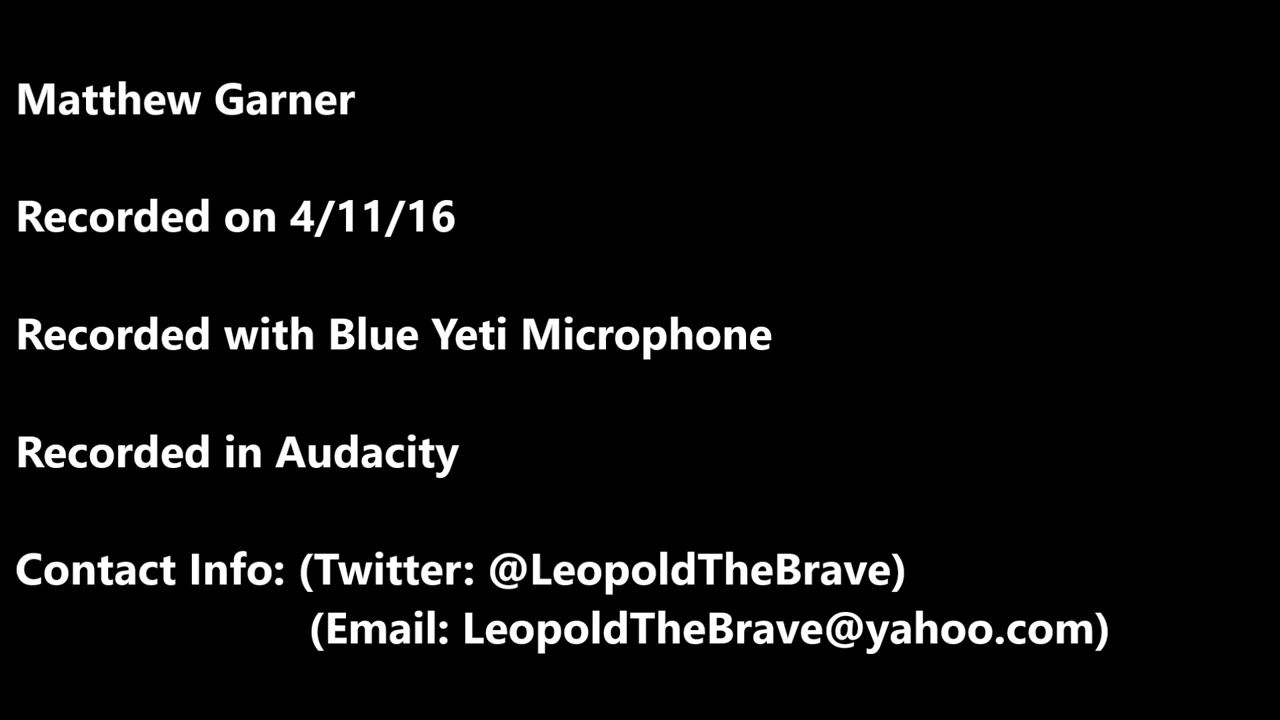 Matthew Garner
Recorded on 4/11/16
Recorded with Blue Yeti Microphone
Recorded in Audacity
Contact Info: (Twitter: @LeopoldTheBrave)
(Email: LeopoldTheBrave@yahoo.com)